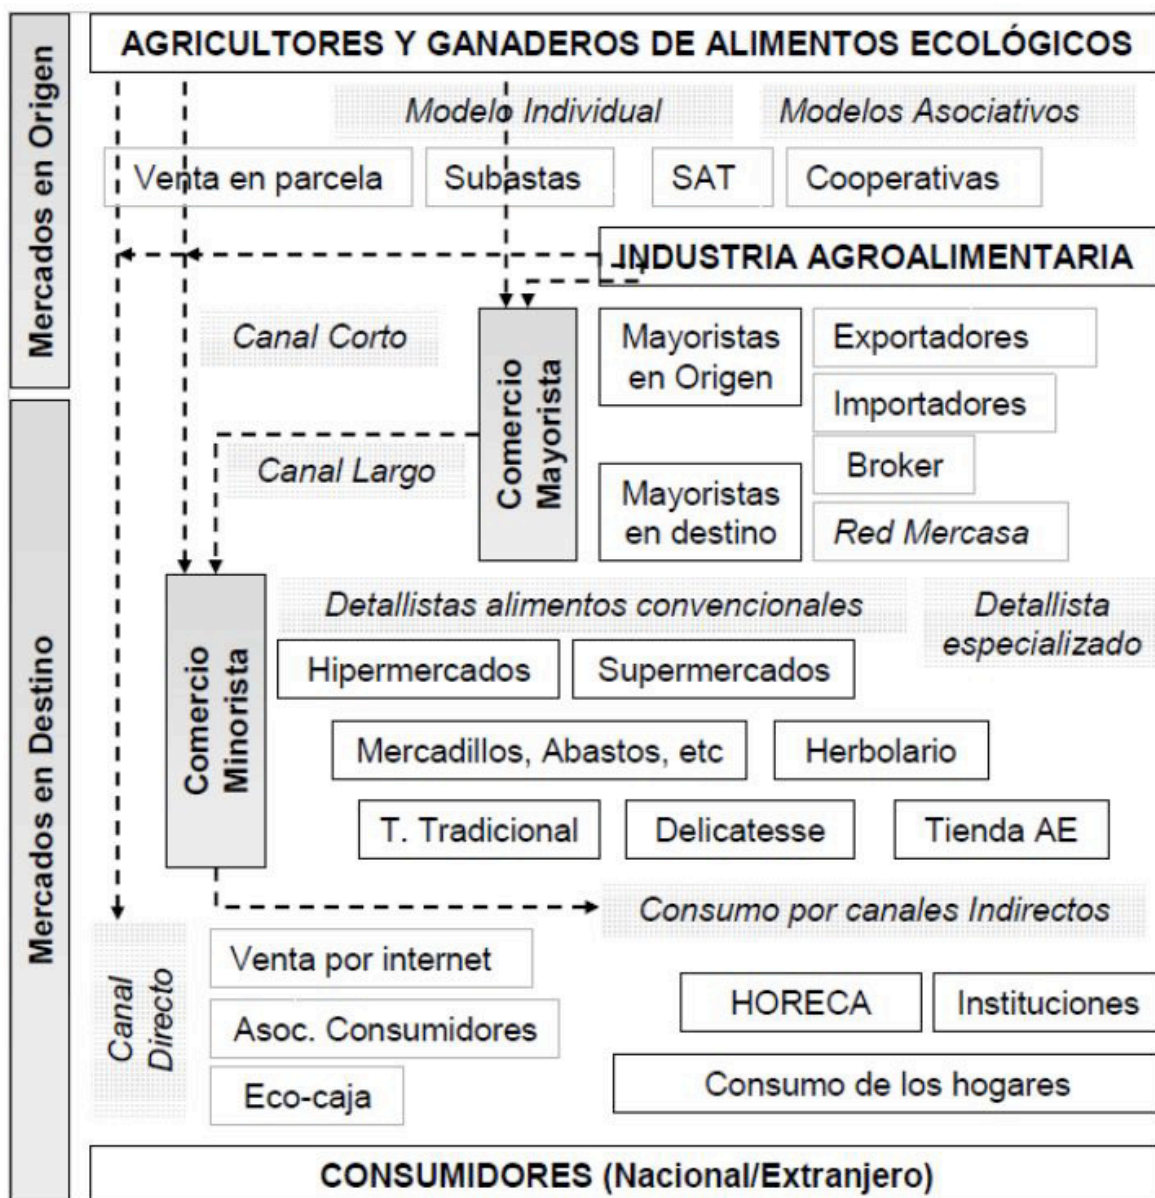 Mercados en Origen
AGRICULTORES Y GANADEROS DE ALIMENTOS ECOLÓGICOS
Modelo Individual
Modelos Asociativos
Venta en parcela
Subastas
SAT
Cooperativas
INDUSTRIA AGROALIMENTARIA
Canal Corto
Comercio
Mayorista
Mayoristas
en Origen
Exportadores
Importadores
Canal Largo
Broker
Mayoristas
en destino
Red Mercasa
Mercados en Destino
Comercio
Minorista
Detallistas alimentos convencionales
Detallista
especializado
Hipermercados
Supermercados
Mercadillos, Abastos, etc
Herbolario
T. Tradicional
Delicatesse
Tienda AE
Consumo por canales Indirectos
Canal
Directo
Venta por internet
Asoc. Consumidores
Eco-caja
HORECA
Instituciones
Consumo de los hogares
CONSUMIDORES (Nacional/Extranjero)